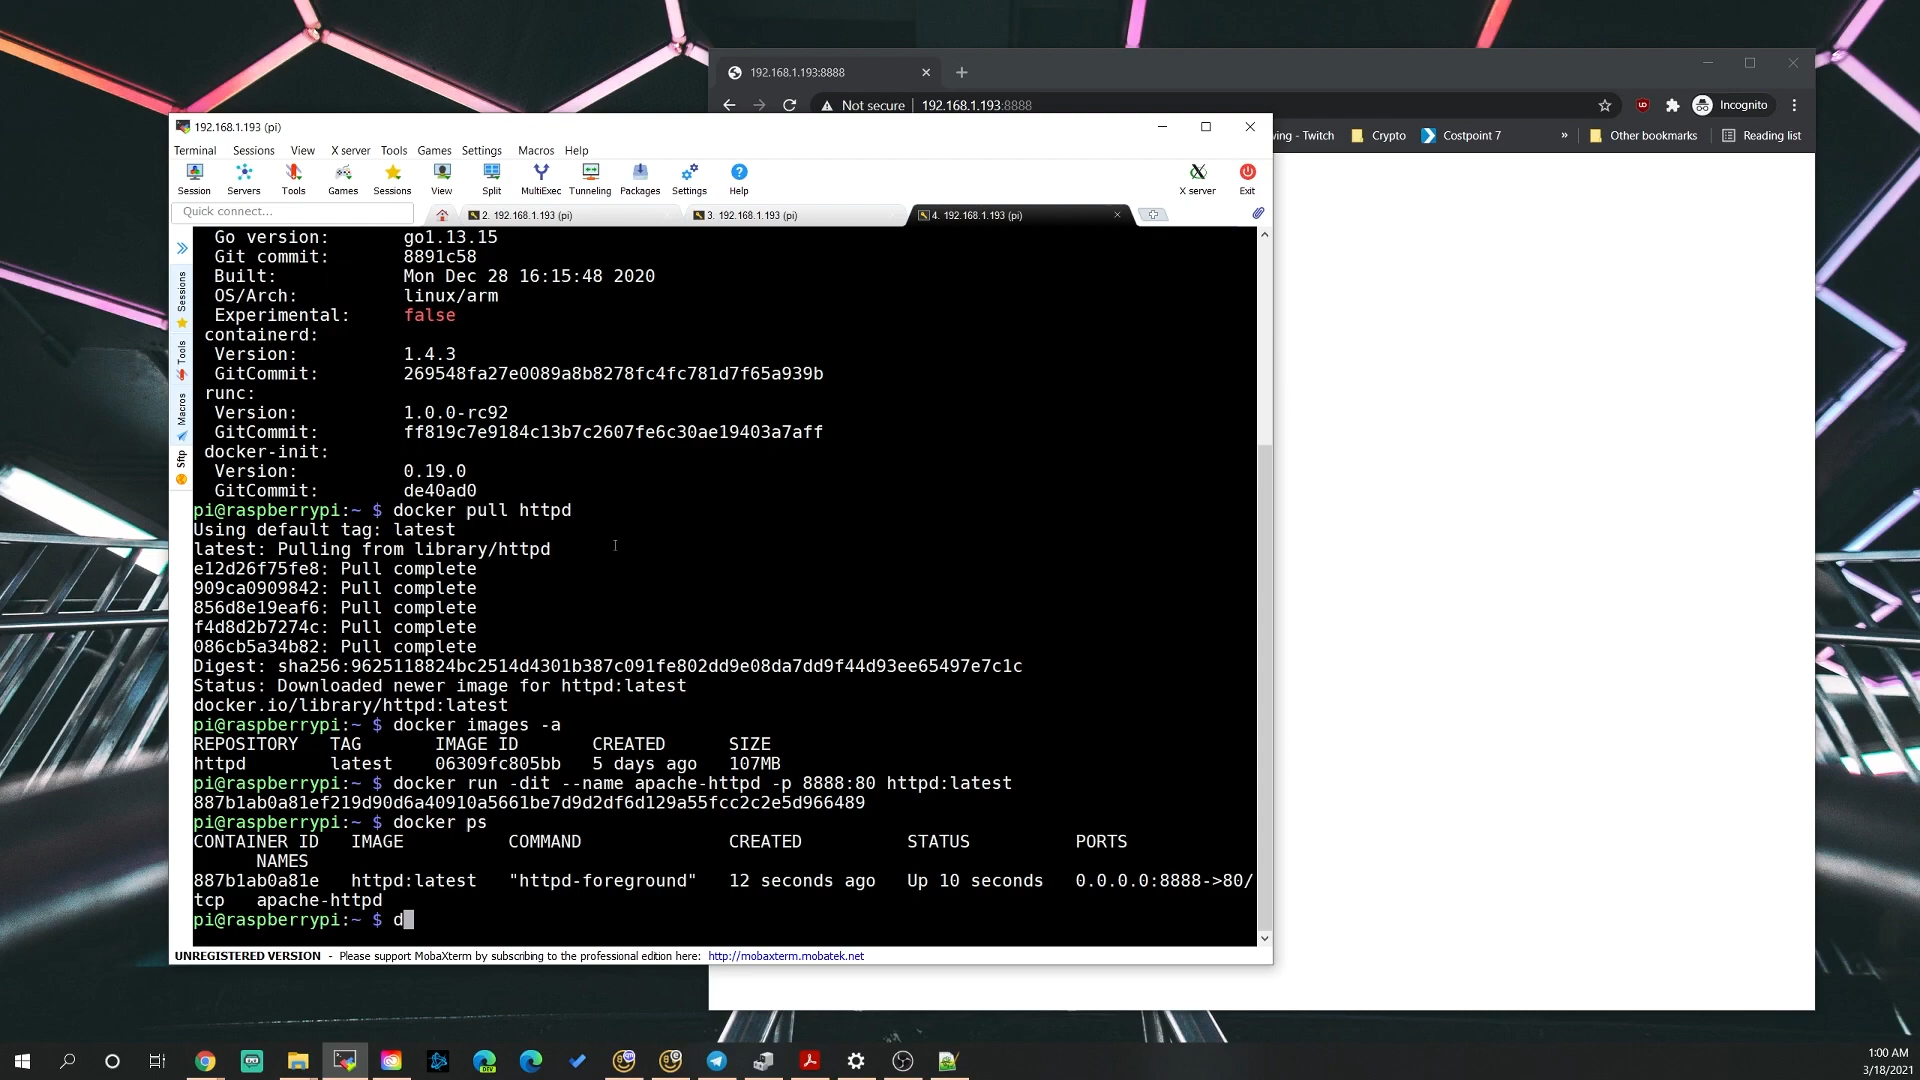 192.168.1.193:8888
Not secure | 192.168.1.193:8888
Incognito
ving - Twitch
Crypto
Costpoint 7
»
Other bookmarks
Reading list
192.168.1.193 (pi)
Terminal Sessions View X server Tools Games Settings Macros Help
Session Servers Tools Games Sessions View Split MultiExec Tunneling Packages Settings Help
X server Exit
Quick connect...
2. 192.168.1.193 (pi)
3. 192.168.1.193 (pi)
4. 192.168.1.193 (pi)
Sessions
Tools
Macros
Sftp
Go version: go1.13.15
Git commit: 8891c58
Built: Mon Dec 28 16:15:48 2020
OS/Arch: linux/arm
Experimental: false
containerd:
Version: 1.4.3
GitCommit: 269548fa27e0089a8b8278fc4fc781d7f65a939b
runc:
Version: 1.0.0-rc92
GitCommit: ff819c7e9184c13b7c2607fe6c30ae19403a7aff
docker-init:
Version: 0.19.0
GitCommit: de40ad0
pi@raspberrypi:~ $ docker pull httpd
Using default tag: latest
latest: Pulling from library/httpd
e12d26f75fe8: Pull complete
909ca0909842: Pull complete
856d8e19eaf6: Pull complete
f4d8d2b7274c: Pull complete
086cb5a34b82: Pull complete
Digest: sha256:9625118824bc2514d4301b387c091fe802dd9e08da7dd9f44d93ee65497e7c1c
Status: Downloaded newer image for httpd:latest
docker.io/library/httpd:latest
pi@raspberrypi:~ $ docker images -a
REPOSITORY TAG IMAGE ID CREATED SIZE
httpd latest 06309fc805bb 5 days ago 107MB
pi@raspberrypi:~ $ docker run -dit --name apache-httpd -p 8888:80 httpd:latest
887b1ab0a81ef219d90d6a40910a5661be7d9d2df6d129a55fcc2c2e5d966489
pi@raspberrypi:~ $ docker ps
CONTAINER ID IMAGE COMMAND CREATED STATUS PORTS
NAMES
887b1ab0a81e httpd:latest "httpd-foreground" 12 seconds ago Up 10 seconds 0.0.0.0:8888->80/
tcp apache-httpd
pi@raspberrypi:~ $ d
UNREGISTERED VERSION - Please support MobaXterm by subscribing to the professional edition here: http://mobaxterm.mobatek.net
DEV
1:00 AM
3/18/2021